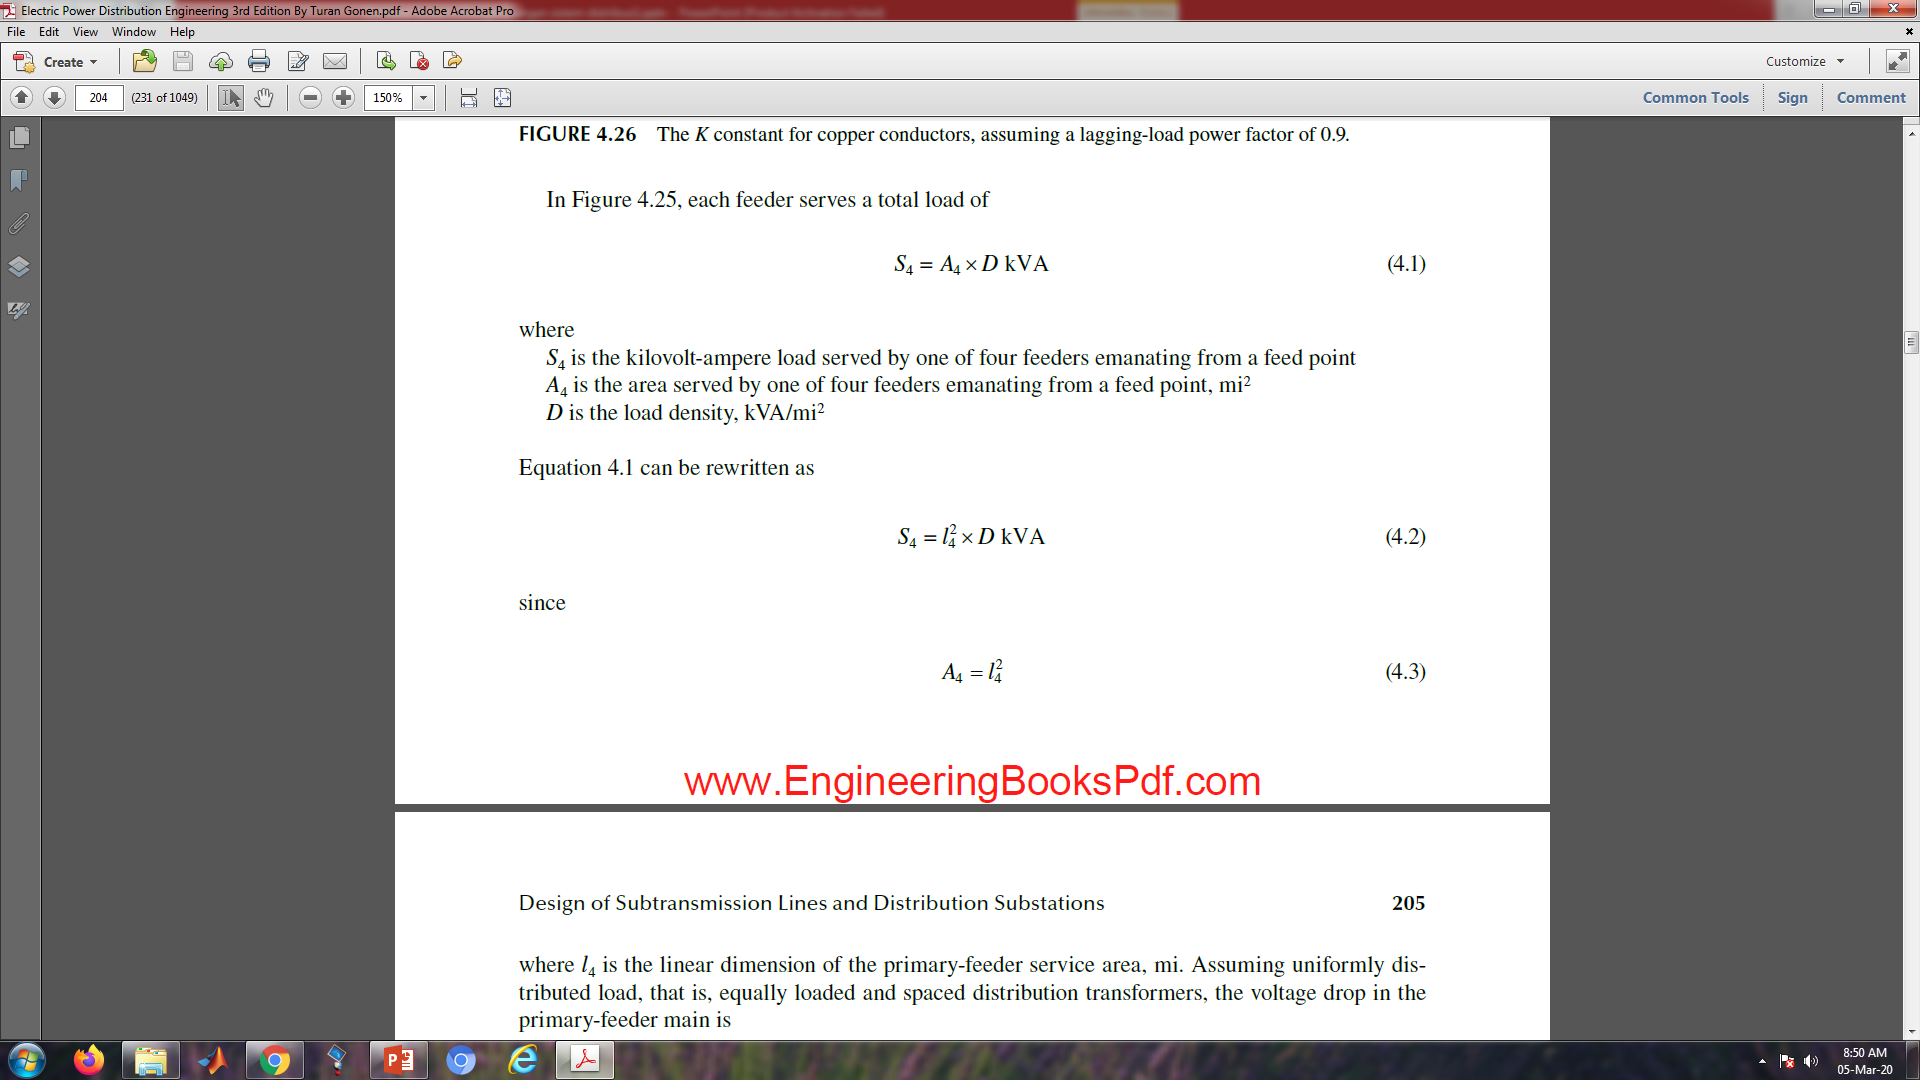 Electric Power Distribution Engineering 3rd Edition By Turan Gonen.pdf - Adobe Acrobat Pro
File Edit View Window Help
Create
Customize
204 (231 of 1049) 150% Common Tools Sign Comment
FIGURE 4.26 The K constant for copper conductors, assuming a lagging-load power factor of 0.9.
In Figure 4.25, each feeder serves a total load of
S₄ = A₄ × D kVA (4.1)
where
S₄ is the kilovolt-ampere load served by one of four feeders emanating from a feed point
A₄ is the area served by one of four feeders emanating from a feed point, mi²
D is the load density, kVA/mi²
Equation 4.1 can be rewritten as
S₄ = l₄² × D kVA (4.2)
since
A₄ = l₄² (4.3)
www.EngineeringBooksPdf.com
Design of Subtransmission Lines and Distribution Substations 205
where l₄ is the linear dimension of the primary-feeder service area, mi. Assuming uniformly dis-
tributed load, that is, equally loaded and spaced distribution transformers, the voltage drop in the
primary-feeder main is
8:50 AM
05-Mar-20